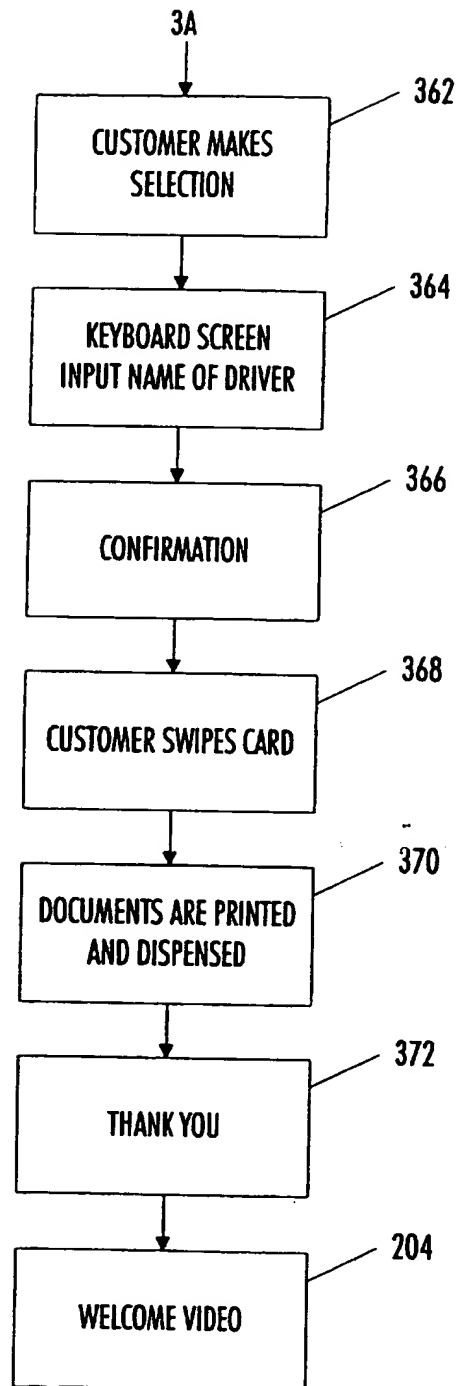 3A
362
CUSTOMER MAKES
SELECTION
364
KEYBOARD SCREEN
INPUT NAME OF DRIVER
366
CONFIRMATION
368
CUSTOMER SWIPES CARD
370
DOCUMENTS ARE PRINTED
AND DISPENSED
372
THANK YOU
204
WELCOME VIDEO